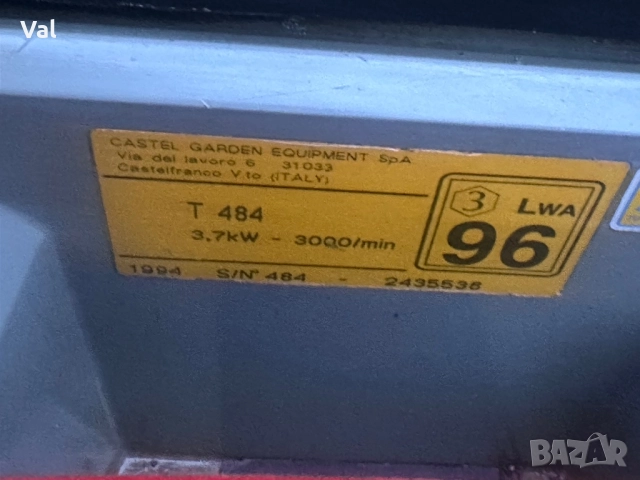 Val
CASTEL GARDEN EQUIPMENT SpA
Via del lavoro 6 31033
Castelfranco V.to (ITALY)
T 484
3.7kW - 3000/min
1994 S/N° 484 - 2435536
3 LWA
96
BAZAR